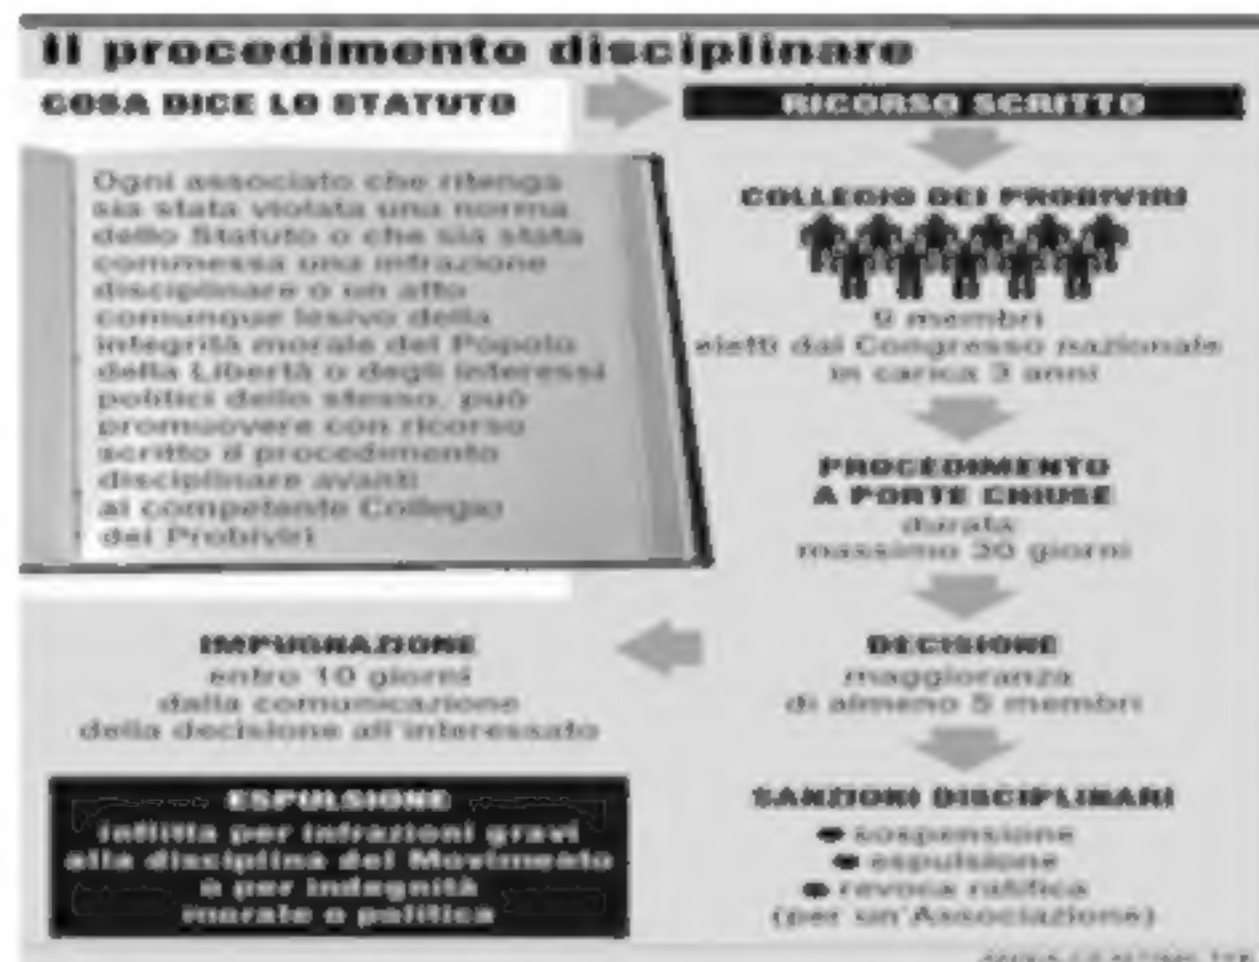 Il procedimento disciplinare
COSA DICE LO STATUTO
Ogni associato che ritenga
sia stata violata una norma
dello Statuto o che sia stata
commessa una infrazione
disciplinare o un atto
comunque lesivo della
integrità morale del Popolo
della Libertà o degli interessi
politici dello stesso, può
promuovere con ricorso
scritto il procedimento
disciplinare avanti
al competente Collegio
dei Probiviri
RICORSO SCRITTO
COLLEGIO DEI PROBIVIRI
9 membri
eletti dal Congresso nazionale
in carica 3 anni
PROCEDIMENTO
A PORTE CHIUSE
durata
massimo 30 giorni
DECISIONE
maggioranza
di almeno 5 membri
IMPUGNAZIONE
entro 10 giorni
dalla comunicazione
della decisione all'interessato
SANZIONI DISCIPLINARI
sospensione
espulsione
revoca ratifica
(per un'Associazione)
ESPULSIONE
inflitta per infrazioni gravi
alla disciplina del Movimento
o per indegnità
morale o politica